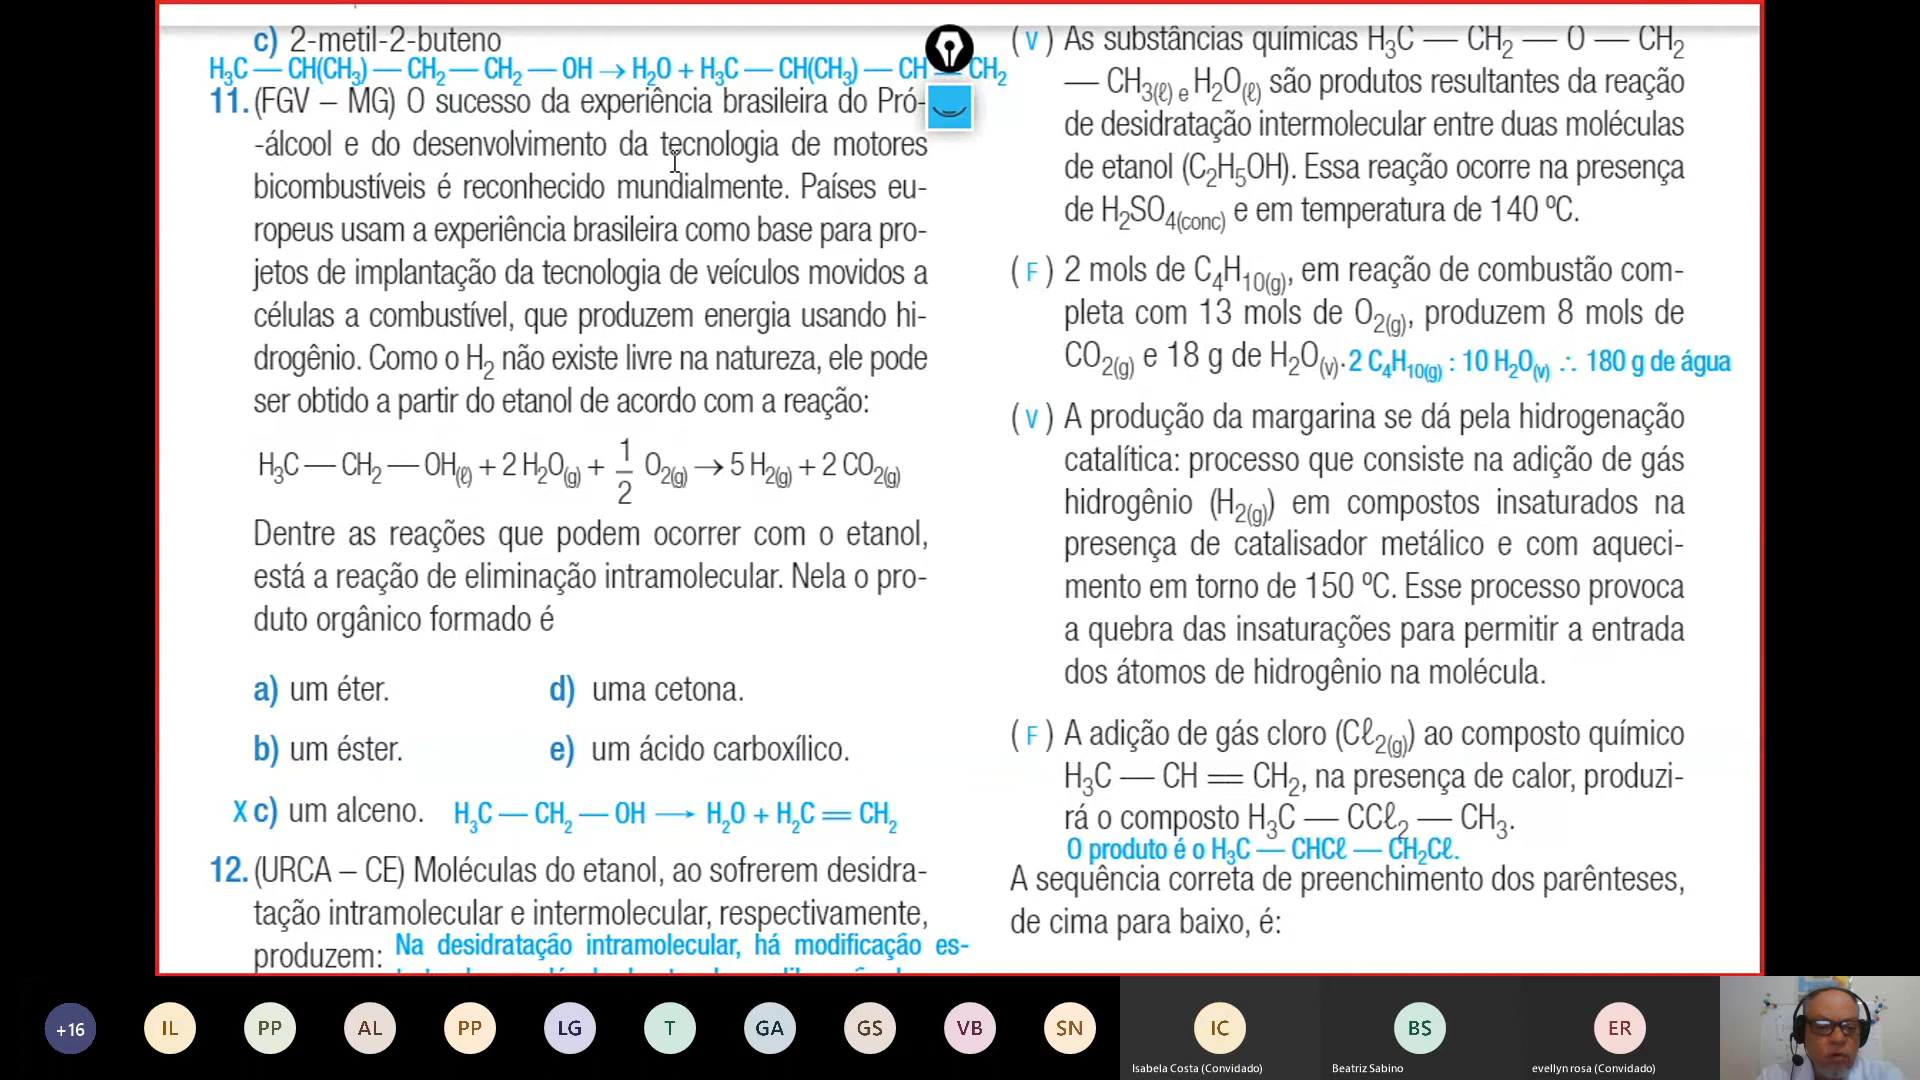 c) 2-metil-2-buteno
H₃C — CH(CH₃) — CH₂ — CH₂ — OH → H₂O + H₃C — CH(CH₃) — CH — CH₂
11. (FGV – MG) O sucesso da experiência brasileira do Pró-
-álcool e do desenvolvimento da tecnologia de motores
bicombustíveis é reconhecido mundialmente. Países eu-
ropeus usam a experiência brasileira como base para pro-
jetos de implantação da tecnologia de veículos movidos a
células a combustível, que produzem energia usando hi-
drogênio. Como o H₂ não existe livre na natureza, ele pode
ser obtido a partir do etanol de acordo com a reação:
H₃C — CH₂ — OH(ℓ) + 2 H₂O(g) + 1/2 O₂(g) → 5 H₂(g) + 2 CO₂(g)
Dentre as reações que podem ocorrer com o etanol,
está a reação de eliminação intramolecular. Nela o pro-
duto orgânico formado é
a) um éter.
d) uma cetona.
b) um éster.
e) um ácido carboxílico.
X c) um alceno. H₃C — CH₂ — OH → H₂O + H₂C = CH₂
12. (URCA – CE) Moléculas do etanol, ao sofrerem desidra-
tação intramolecular e intermolecular, respectivamente,
produzem: Na desidratação intramolecular, há modificação es-
( V ) As substâncias químicas H₃C — CH₂ — O — CH₂
— CH₃(ℓ) e H₂O(ℓ) são produtos resultantes da reação
de desidratação intermolecular entre duas moléculas
de etanol (C₂H₅OH). Essa reação ocorre na presença
de H₂SO₄(conc) e em temperatura de 140 ºC.
( F ) 2 mols de C₄H₁₀(g), em reação de combustão com-
pleta com 13 mols de O₂(g), produzem 8 mols de
CO₂(g) e 18 g de H₂O(v). 2 C₄H₁₀(g) : 10 H₂O(v) ∴ 180 g de água
( V ) A produção da margarina se dá pela hidrogenação
catalítica: processo que consiste na adição de gás
hidrogênio (H₂(g)) em compostos insaturados na
presença de catalisador metálico e com aqueci-
mento em torno de 150 ºC. Esse processo provoca
a quebra das insaturações para permitir a entrada
dos átomos de hidrogênio na molécula.
( F ) A adição de gás cloro (Cℓ₂(g)) ao composto químico
H₃C — CH = CH₂, na presença de calor, produzi-
rá o composto H₃C — CCℓ₂ — CH₃.
O produto é o H₃C — CHCℓ — CH₂Cℓ.
A sequência correta de preenchimento dos parênteses,
de cima para baixo, é:
+16 IL PP AL PP LG T GA GS VB SN IC BS ER
Isabela Costa (Convidado) Beatriz Sabino evellyn rosa (Convidado)